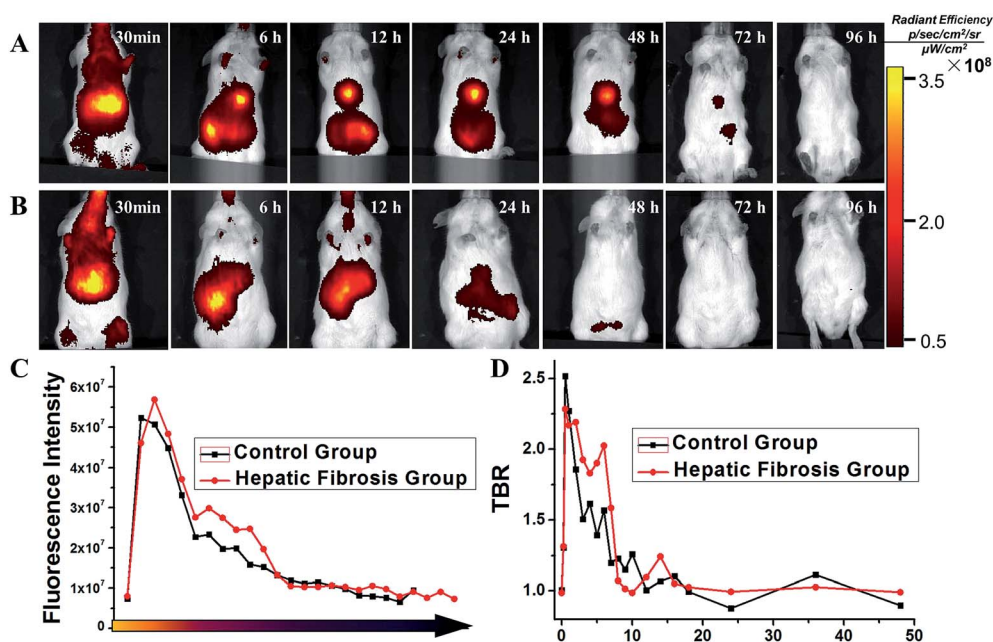 A
30min
6 h
12 h
24 h
48 h
72 h
96 h
Radiant Efficiency
p/sec/cm²/sr
µW/cm²
×10⁸
3.5
2.0
0.5
B
30min
6 h
12 h
24 h
48 h
72 h
96 h
C
Fluorescence Intensity
6x10⁷
5x10⁷
4x10⁷
3x10⁷
2x10⁷
1x10⁷
0
Control Group
Hepatic Fibrosis Group
D
TBR
2.5
2.0
1.5
1.0
Control Group
Hepatic Fibrosis Group
0
10
20
30
40
50